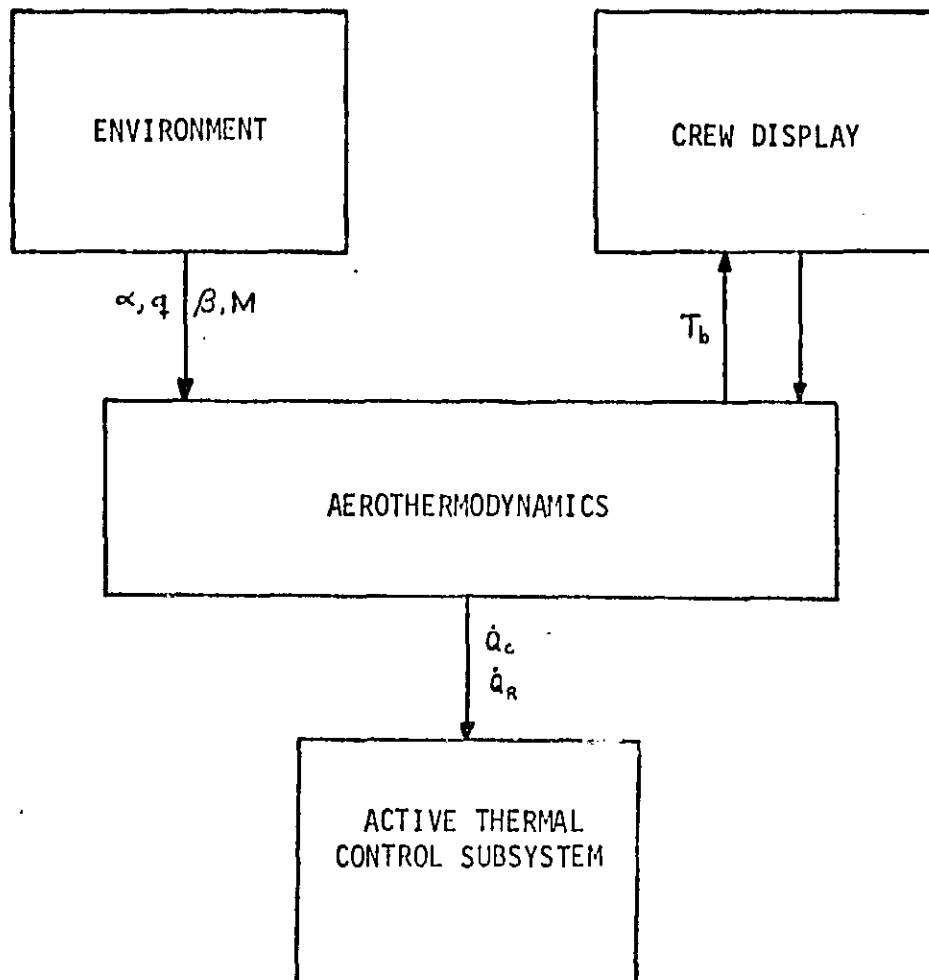 ENVIRONMENT
CREW DISPLAY
α, q β, M
T_b
AEROTHERMODYNAMICS
Q̇_c
Q̇_R
ACTIVE THERMAL
CONTROL SUBSYSTEM